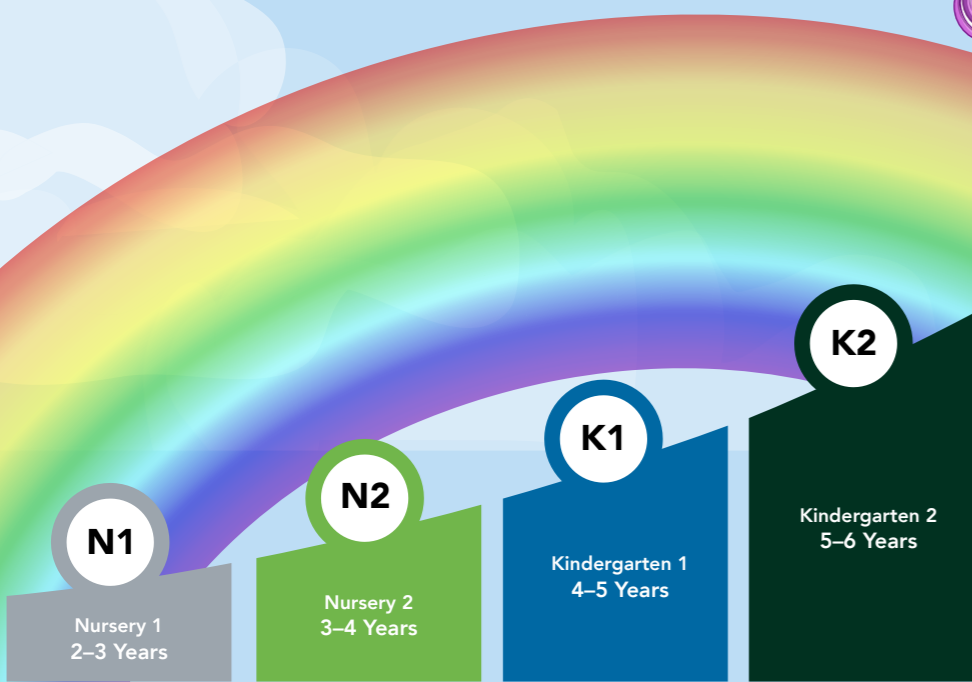 N1
Nursery 1
2–3 Years
N2
Nursery 2
3–4 Years
K1
Kindergarten 1
4–5 Years
K2
Kindergarten 2
5–6 Years